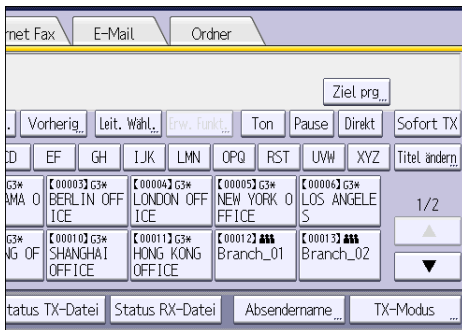 rnet Fax E-Mail Ordner
Ziel prg
. Vorherig. Leit. Wähl. Erw. Funkt. Ton Pause Direkt Sofort TX
CD EF GH IJK LMN OPQ RST UVW XYZ Titel ändern
G3* 【00003】G3* 【00004】G3* 【00005】G3* 【00006】G3*
AMA O BERLIN OFF LONDON OFF NEW YORK O LOS ANGELE 1/2
ICE ICE FFICE S
G3* 【00010】G3* 【00011】G3* 【00012】 【00013】
NG OF SHANGHAI HONG KONG Branch_01 Branch_02
OFFICE OFFICE
tatus TX-Datei Status RX-Datei Absendername TX-Modus